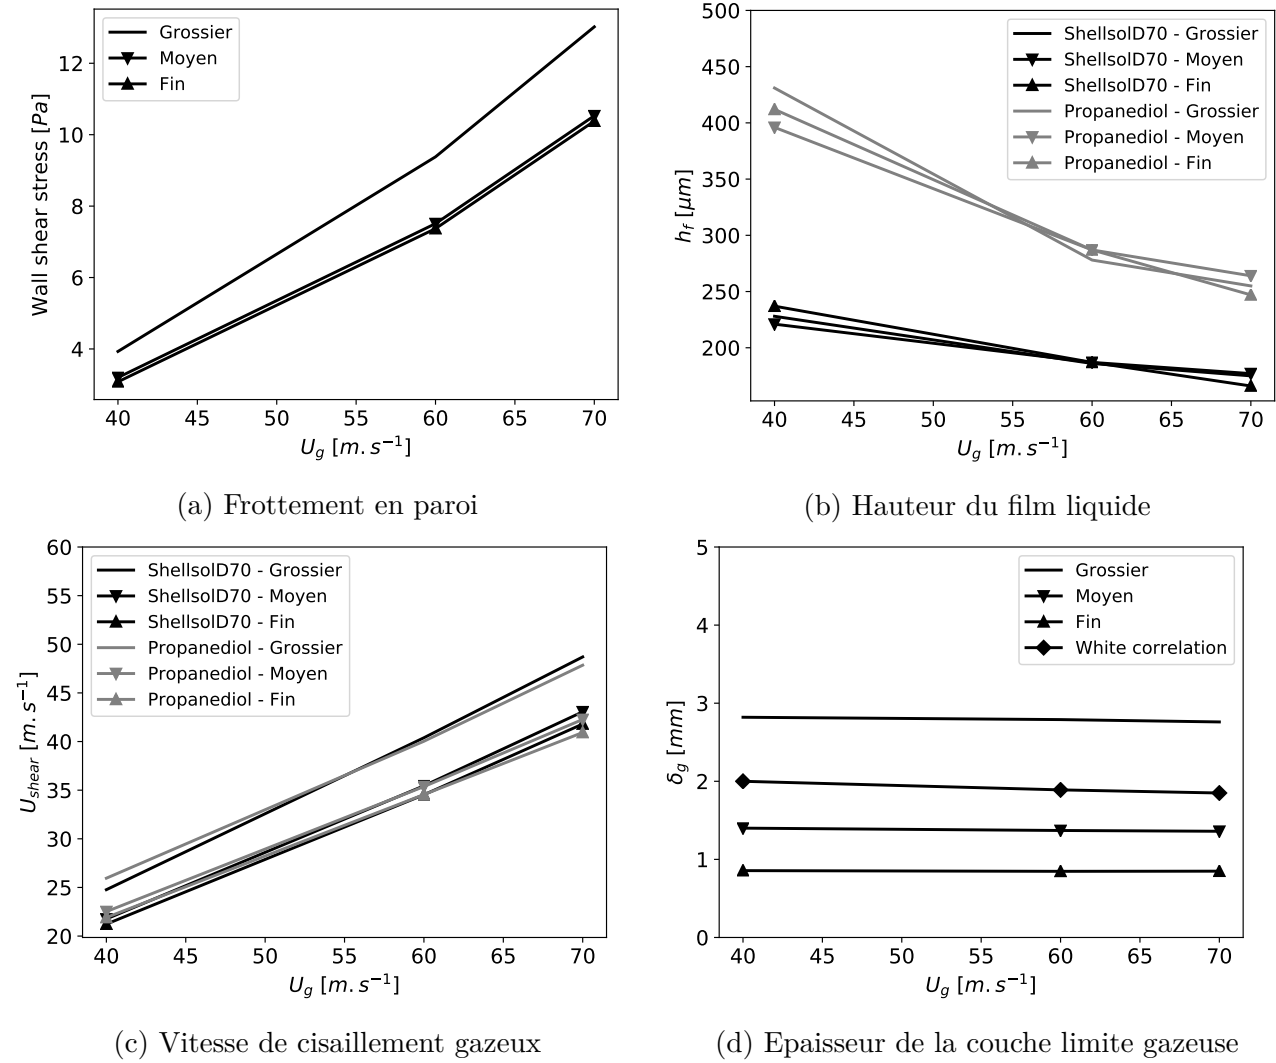 Wall shear stress [Pa]
12
10
8
6
4
Grossier
Moyen
Fin
40 45 50 55 60 65 70
U_g [m.s⁻¹]
(a) Frottement en paroi
h_f [μm]
500
450
400
350
300
250
200
ShellsolD70 - Grossier
ShellsolD70 - Moyen
ShellsolD70 - Fin
Propanediol - Grossier
Propanediol - Moyen
Propanediol - Fin
40 45 50 55 60 65 70
U_g [m.s⁻¹]
(b) Hauteur du film liquide
U_shear [m.s⁻¹]
60
55
50
45
40
35
30
25
20
ShellsolD70 - Grossier
ShellsolD70 - Moyen
ShellsolD70 - Fin
Propanediol - Grossier
Propanediol - Moyen
Propanediol - Fin
40 45 50 55 60 65 70
U_g [m.s⁻¹]
(c) Vitesse de cisaillement gazeux
δ_g [mm]
5
4
3
2
1
0
Grossier
Moyen
Fin
White correlation
40 45 50 55 60 65 70
U_g [m.s⁻¹]
(d) Epaisseur de la couche limite gazeuse